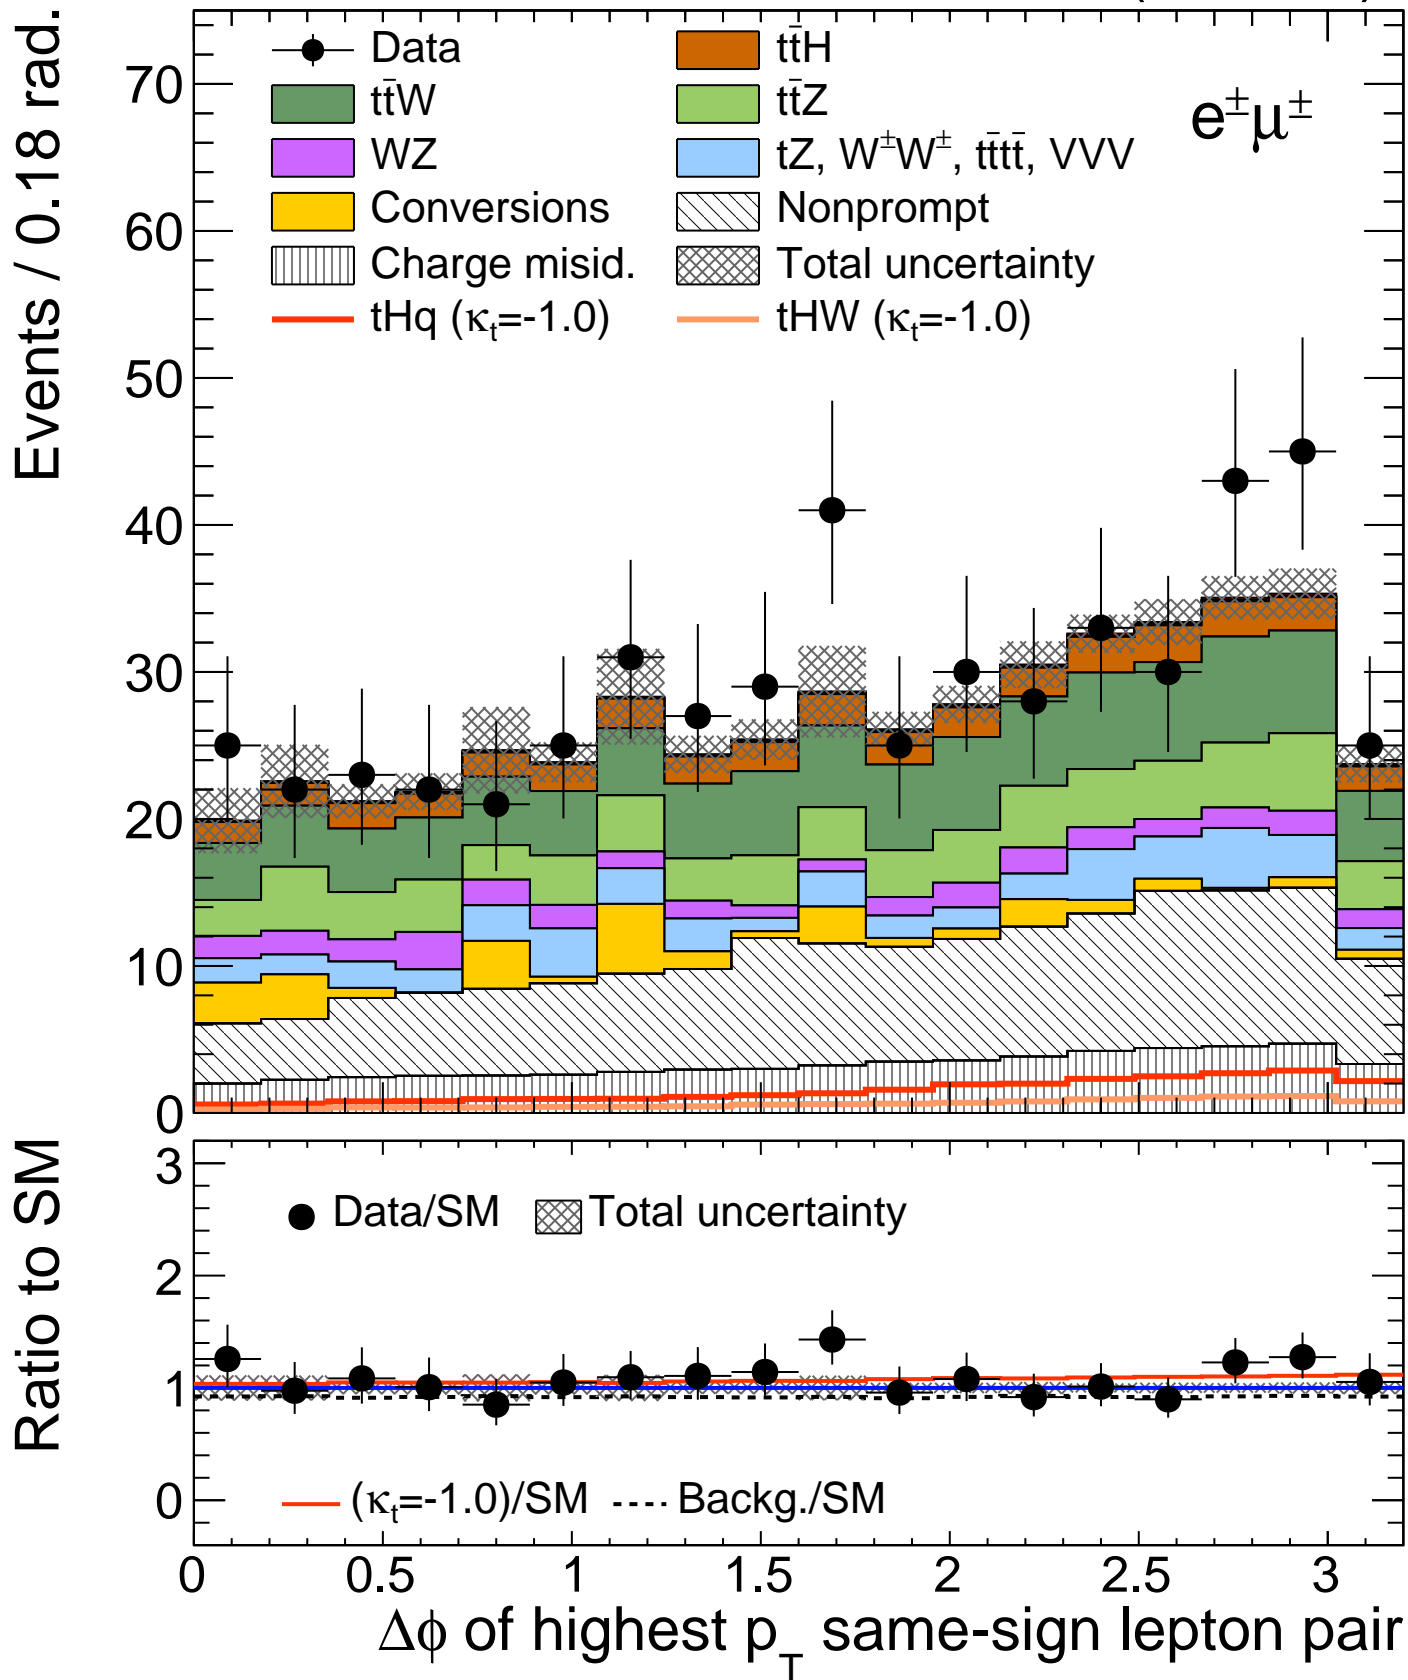 Events / 0.18 rad.
70
60
50
40
30
20
10
0
Data
tt̄H
tt̄W
tt̄Z
WZ
tZ, W±W±, tt̄tt̄, VVV
Conversions
Nonprompt
Charge misid.
Total uncertainty
tHq (κt=-1.0)
tHW (κt=-1.0)
e±μ±
Ratio to SM
3
2
1
0
Data/SM
Total uncertainty
(κt=-1.0)/SM
Backg./SM
0 0.5 1 1.5 2 2.5 3
Δϕ of highest pT same-sign lepton pair